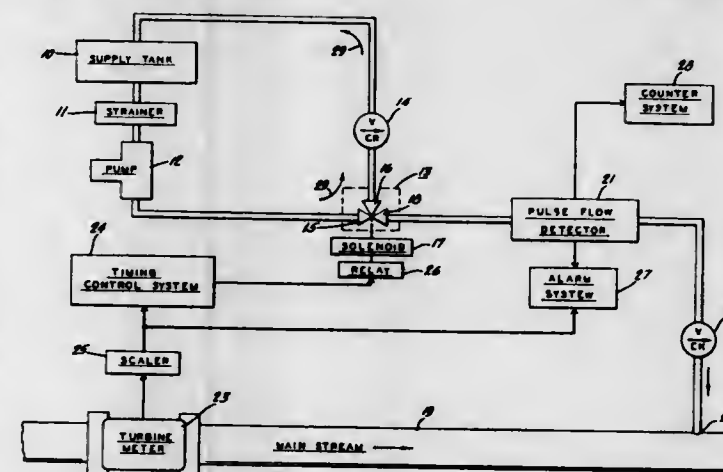 29
10
SUPPLY TANK
28
COUNTER
SYSTEM
11
STRAINER
14
V
CR
12
PUMP
16
13
29
18
21
15
PULSE FLOW
DETECTOR
24
SOLENOID
17
TIMING
CONTROL SYSTEM
RELAY
26
ALARM
SYSTEM
27
V
CR
25
SCALER
23
19
TURBINE
METER
MAIN STREAM